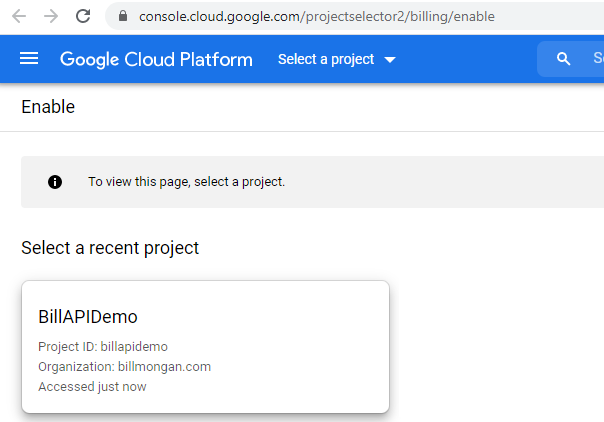 console.cloud.google.com/projectselector2/billing/enable
Google Cloud Platform Select a project
Enable
To view this page, select a project.
Select a recent project
BillAPIDemo
Project ID: billapidemo
Organization: billmongan.com
Accessed just now